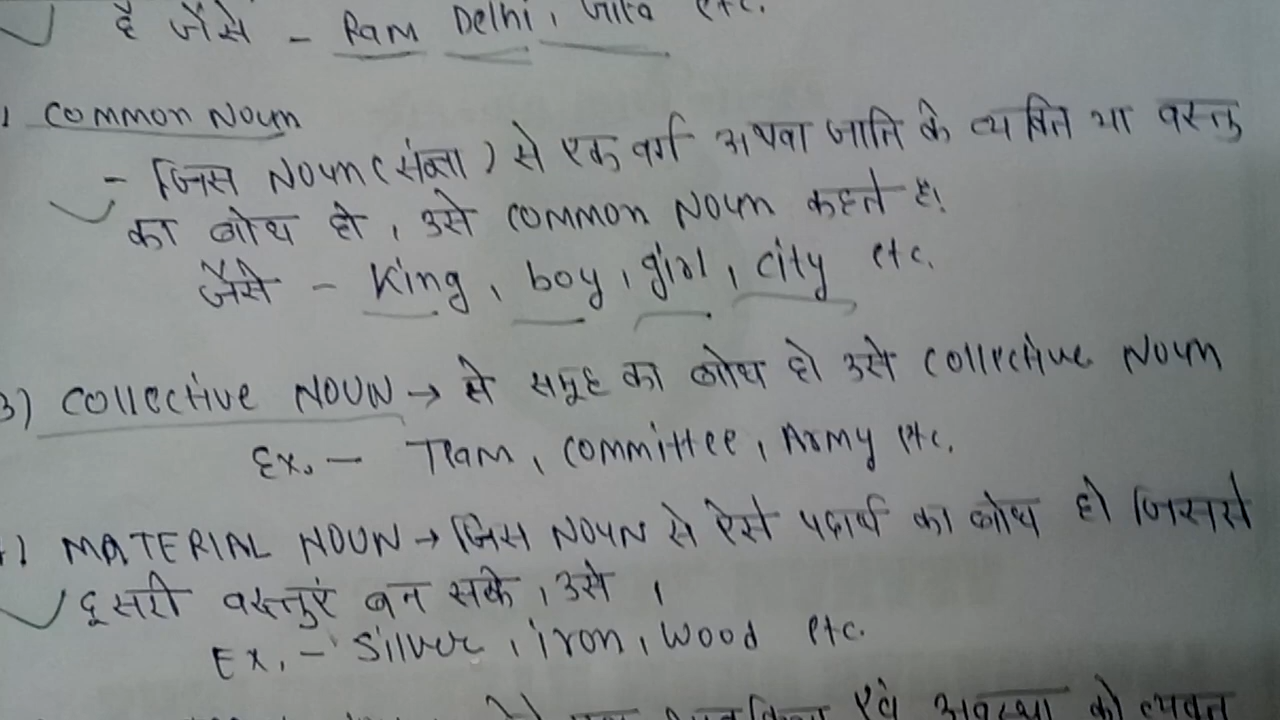 है जैसे - Ram Delhi, etc.
Common Noun
- जिस Noun (संज्ञा) से एक वर्ग अथवा जाति के व्यक्ति या वस्तु
का बोध हो, उसे common Noun कहते है।
जैसे - King, boy, girl, city etc.
3) Collective NOUN → से समूह का बोध हो उसे Collective Noun
Ex. - Team, Committee, Army etc.
MATERIAL NOUN → जिस NOUN से ऐसे पदार्थ का बोध हो जिससे
दूसरी वस्तुएं बन सके, उसे ,
Ex. - Silver, iron, wood etc.
एवं अवस्था को व्यक्त